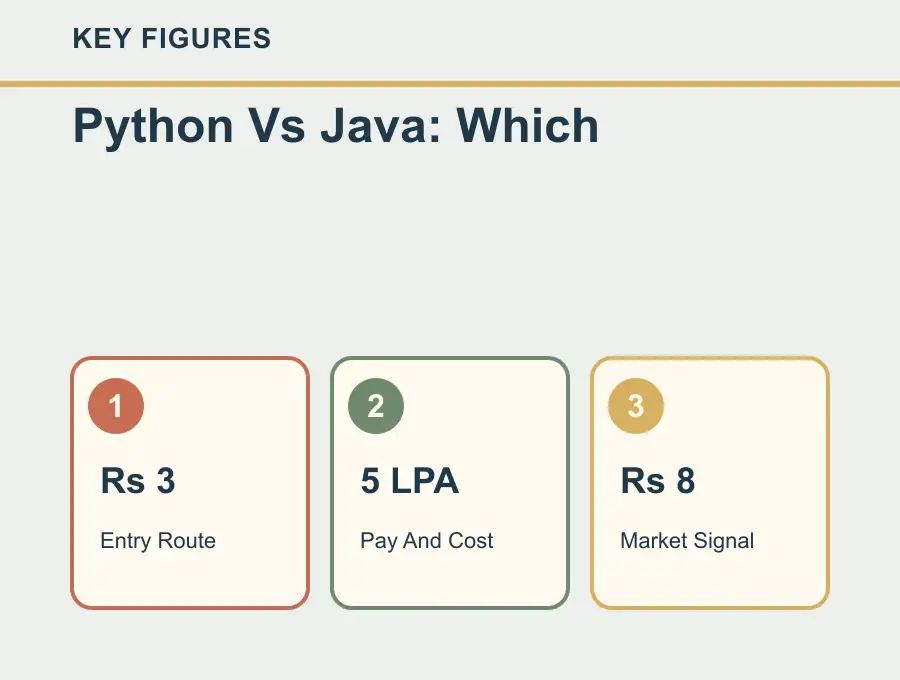 KEY FIGURES
Python Vs Java: Which
1
Rs 3
Entry Route
2
5 LPA
Pay And Cost
3
Rs 8
Market Signal